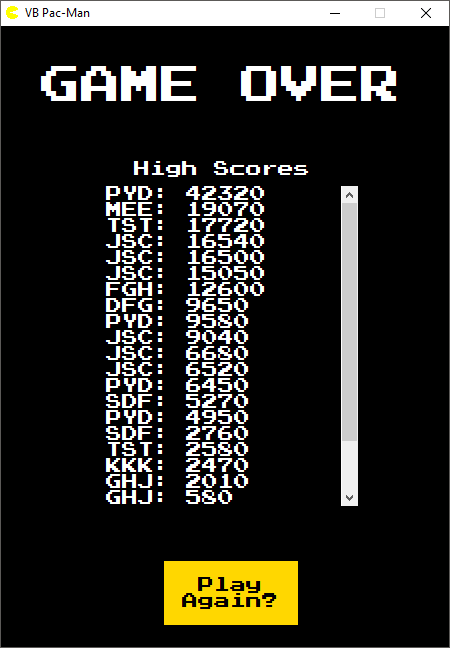 VB Pac-Man
GAME OVER
High Scores
PYD: 42320
MEE: 19070
TST: 17720
JSC: 16540
JSC: 16500
JSC: 15050
FGH: 12600
DFG: 9650
PYD: 9580
JSC: 9040
JSC: 6680
JSC: 6520
PYD: 6450
SDF: 5270
PYD: 4950
SDF: 2760
TST: 2580
KKK: 2470
GHJ: 2010
GHJ: 580
Play
Again?